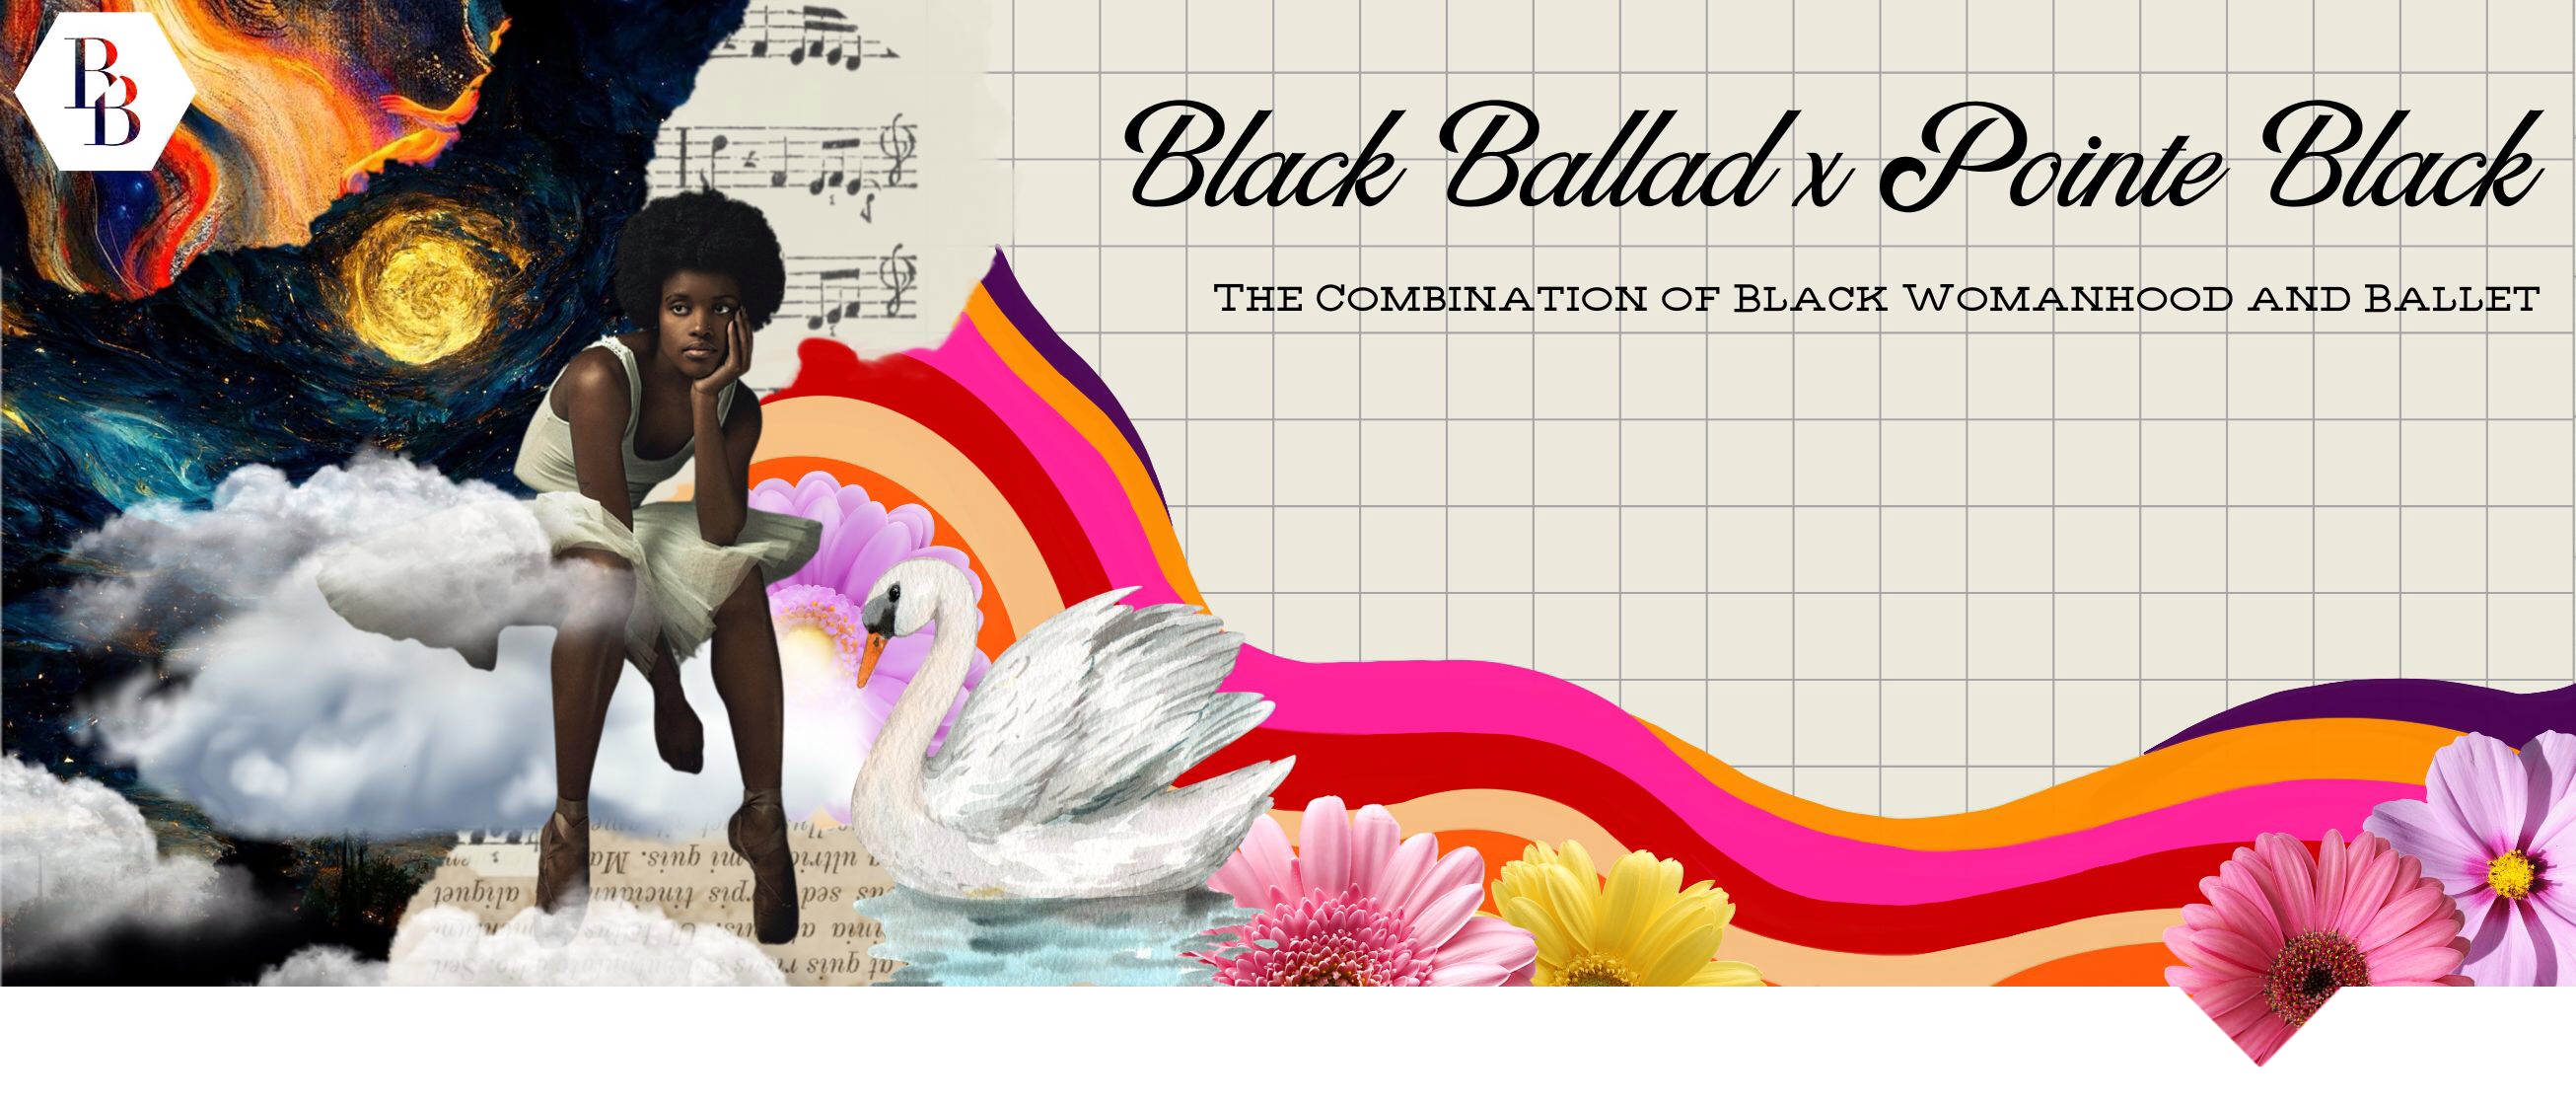 BB
Black Ballad x Pointe Black
The Combination of Black Womanhood and Ballet